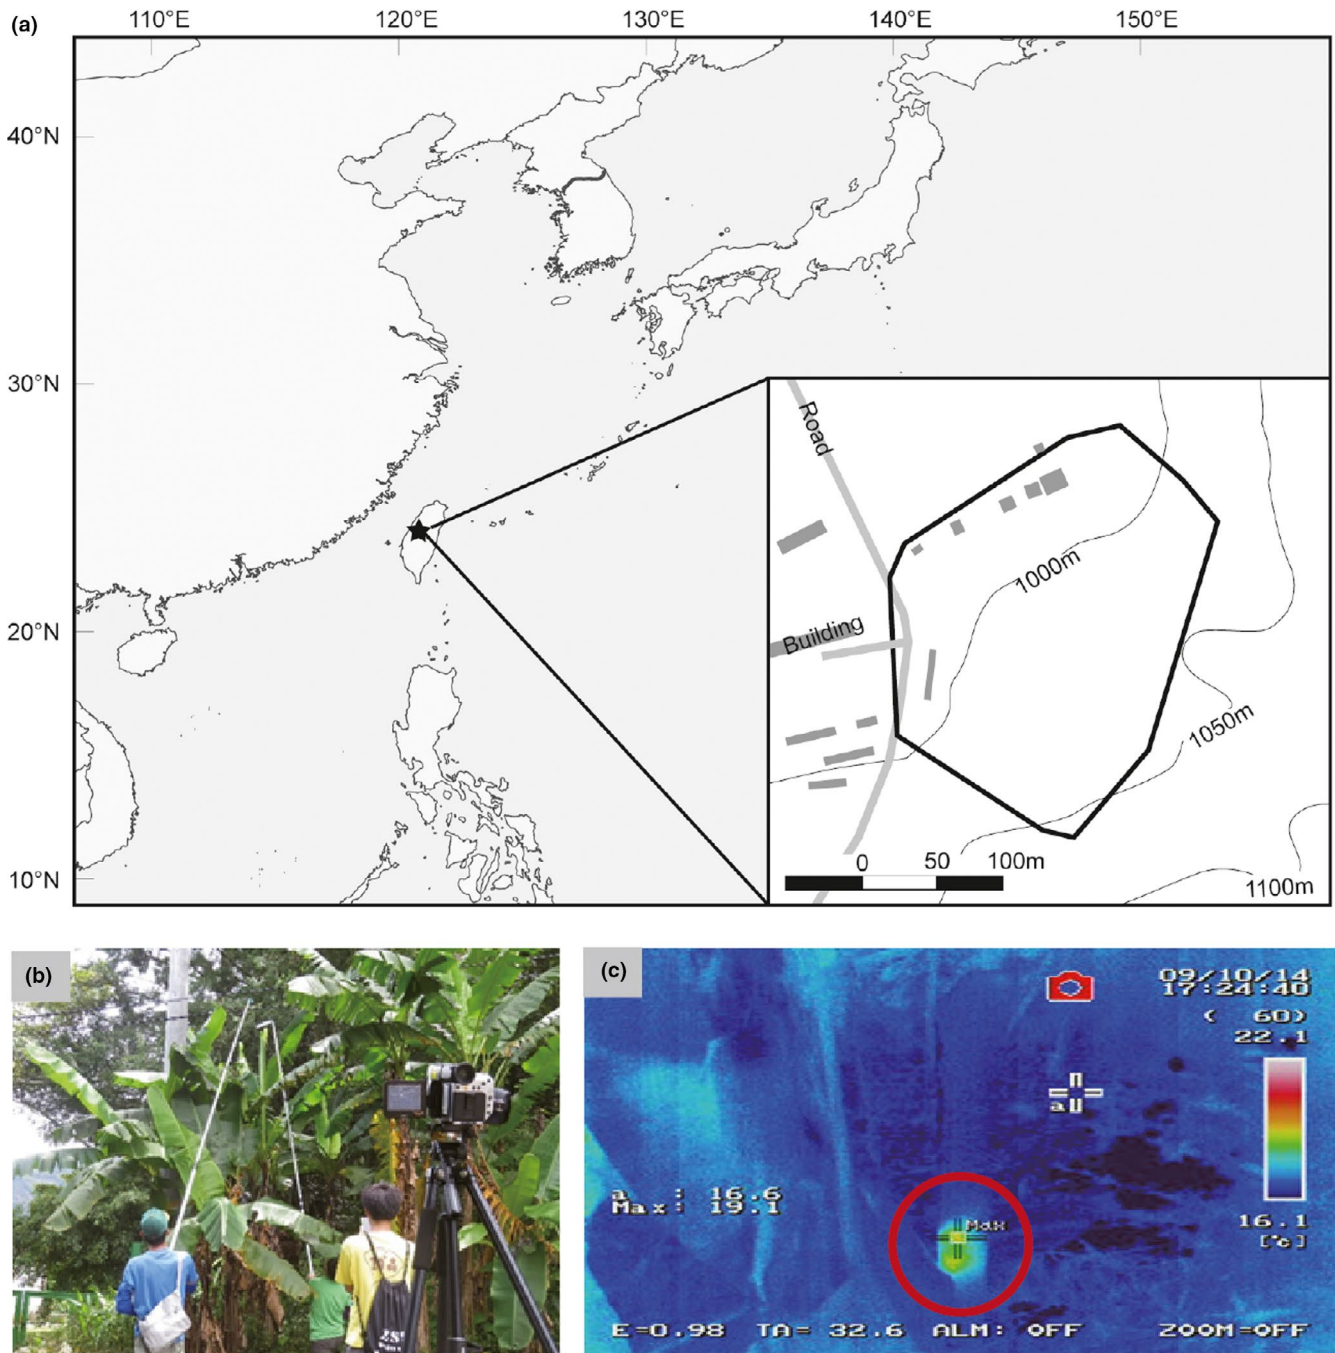 (a)
110°E 120°E 130°E 140°E 150°E
40°N
30°N
20°N
10°N
Road
Building
1000m
1050m
1100m
0 50 100m
(b)
(c)
09/10/14
17:24:40
( 60)
22.1
a
a : 16.6
Max: 19.1
Max
16.1
[°C]
E=0.98 TA= 32.6 ALM: OFF ZOOM=OFF